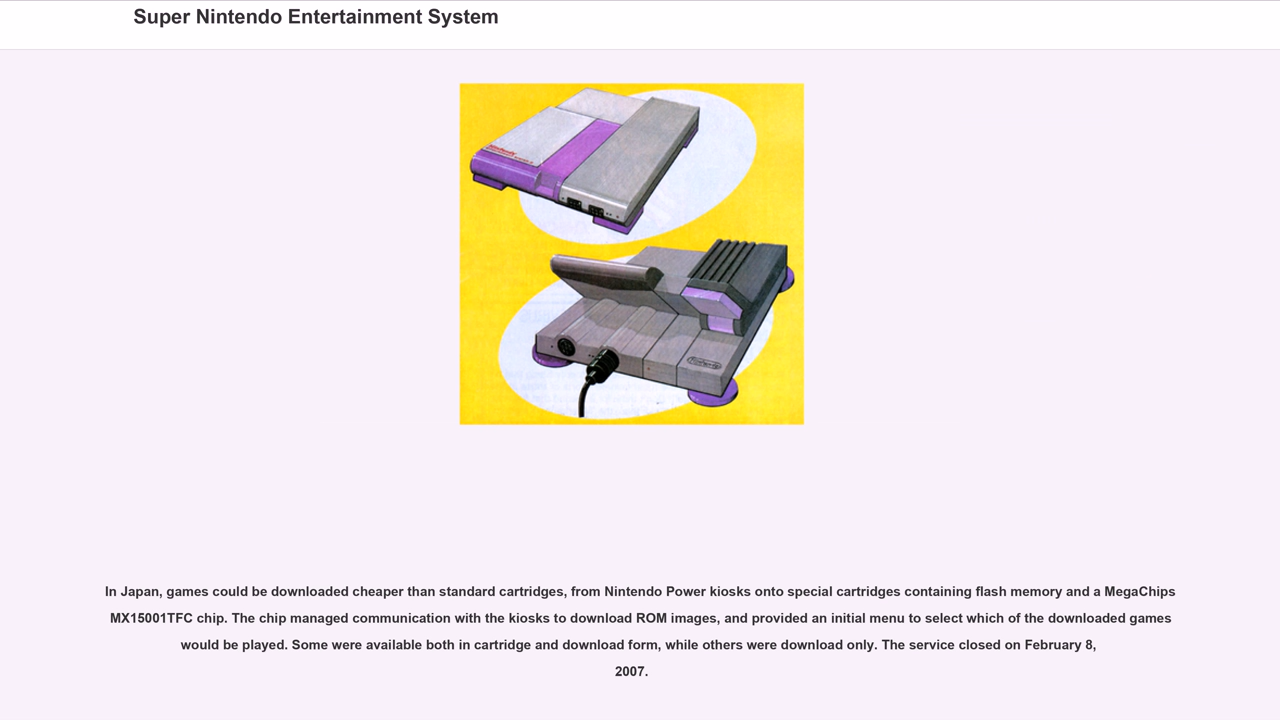 Super Nintendo Entertainment System
In Japan, games could be downloaded cheaper than standard cartridges, from Nintendo Power kiosks onto special cartridges containing flash memory and a MegaChips
MX15001TFC chip. The chip managed communication with the kiosks to download ROM images, and provided an initial menu to select which of the downloaded games
would be played. Some were available both in cartridge and download form, while others were download only. The service closed on February 8,
2007.